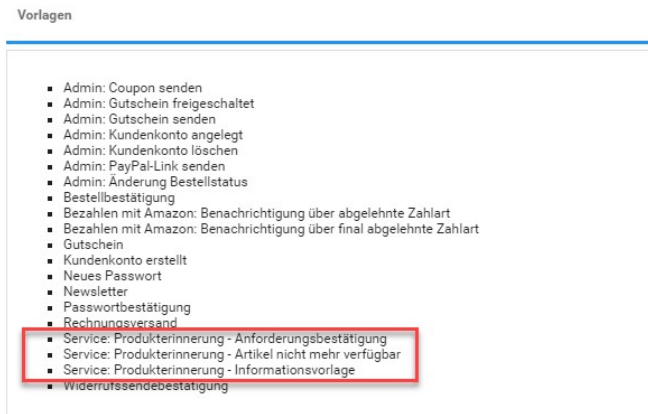 Vorlagen
Admin: Coupon senden
Admin: Gutschein freigeschaltet
Admin: Gutschein senden
Admin: Kundenkonto angelegt
Admin: Kundenkonto löschen
Admin: PayPal-Link senden
Admin: Änderung Bestellstatus
Bestellbestätigung
Bezahlen mit Amazon: Benachrichtigung über abgelehnte Zahlart
Bezahlen mit Amazon: Benachrichtigung über final abgelehnte Zahlart
Gutschein
Kundenkonto erstellt
Neues Passwort
Newsletter
Passwortbestätigung
Rechnungsversand
Service: Produkterinnerung - Anforderungsbestätigung
Service: Produkterinnerung - Artikel nicht mehr verfügbar
Service: Produkterinnerung - Informationsvorlage
Widerrufssendebestätigung